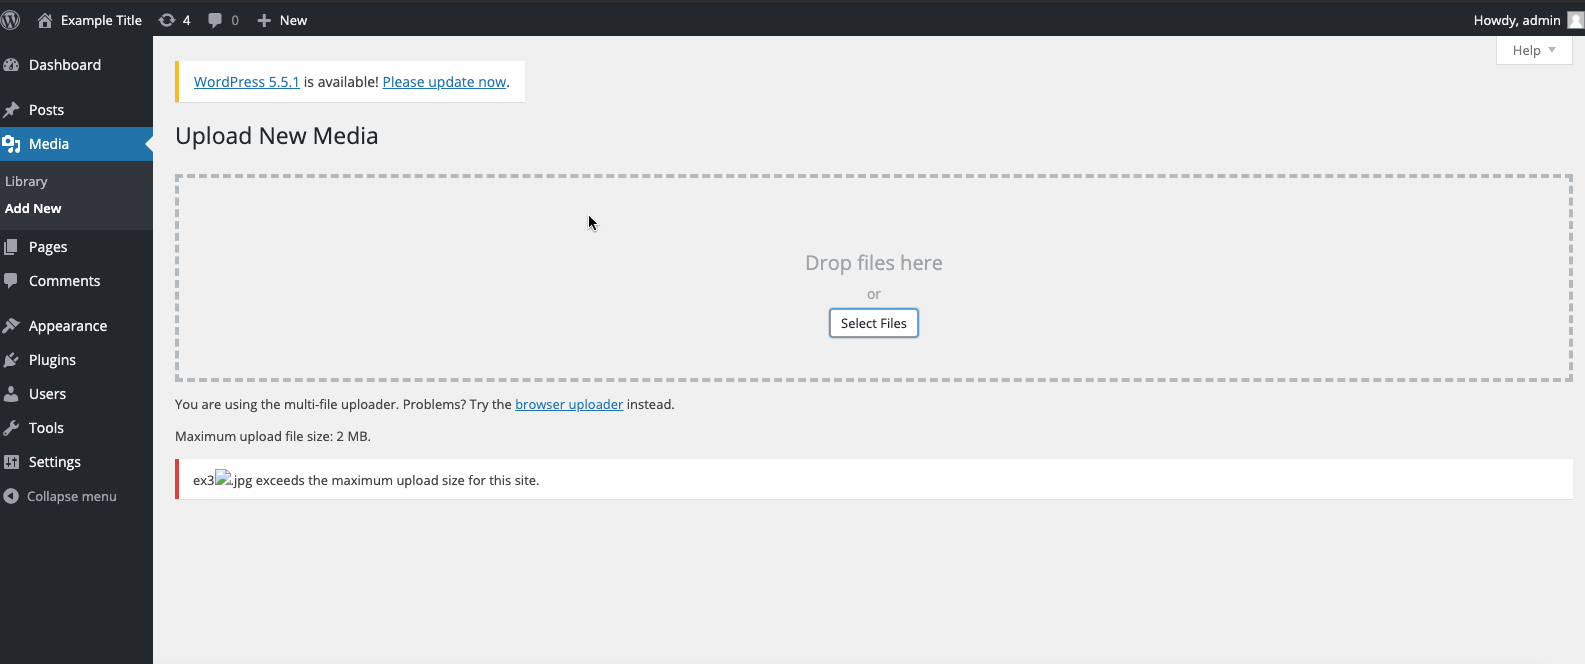 Example Title 4 0 New Howdy, admin
Help
Dashboard
Posts
Media
Library
Add New
Pages
Comments
Appearance
Plugins
Users
Tools
Settings
Collapse menu
WordPress 5.5.1 is available! Please update now.
Upload New Media
Drop files here
or
Select Files
You are using the multi-file uploader. Problems? Try the browser uploader instead.
Maximum upload file size: 2 MB.
ex3.jpg exceeds the maximum upload size for this site.